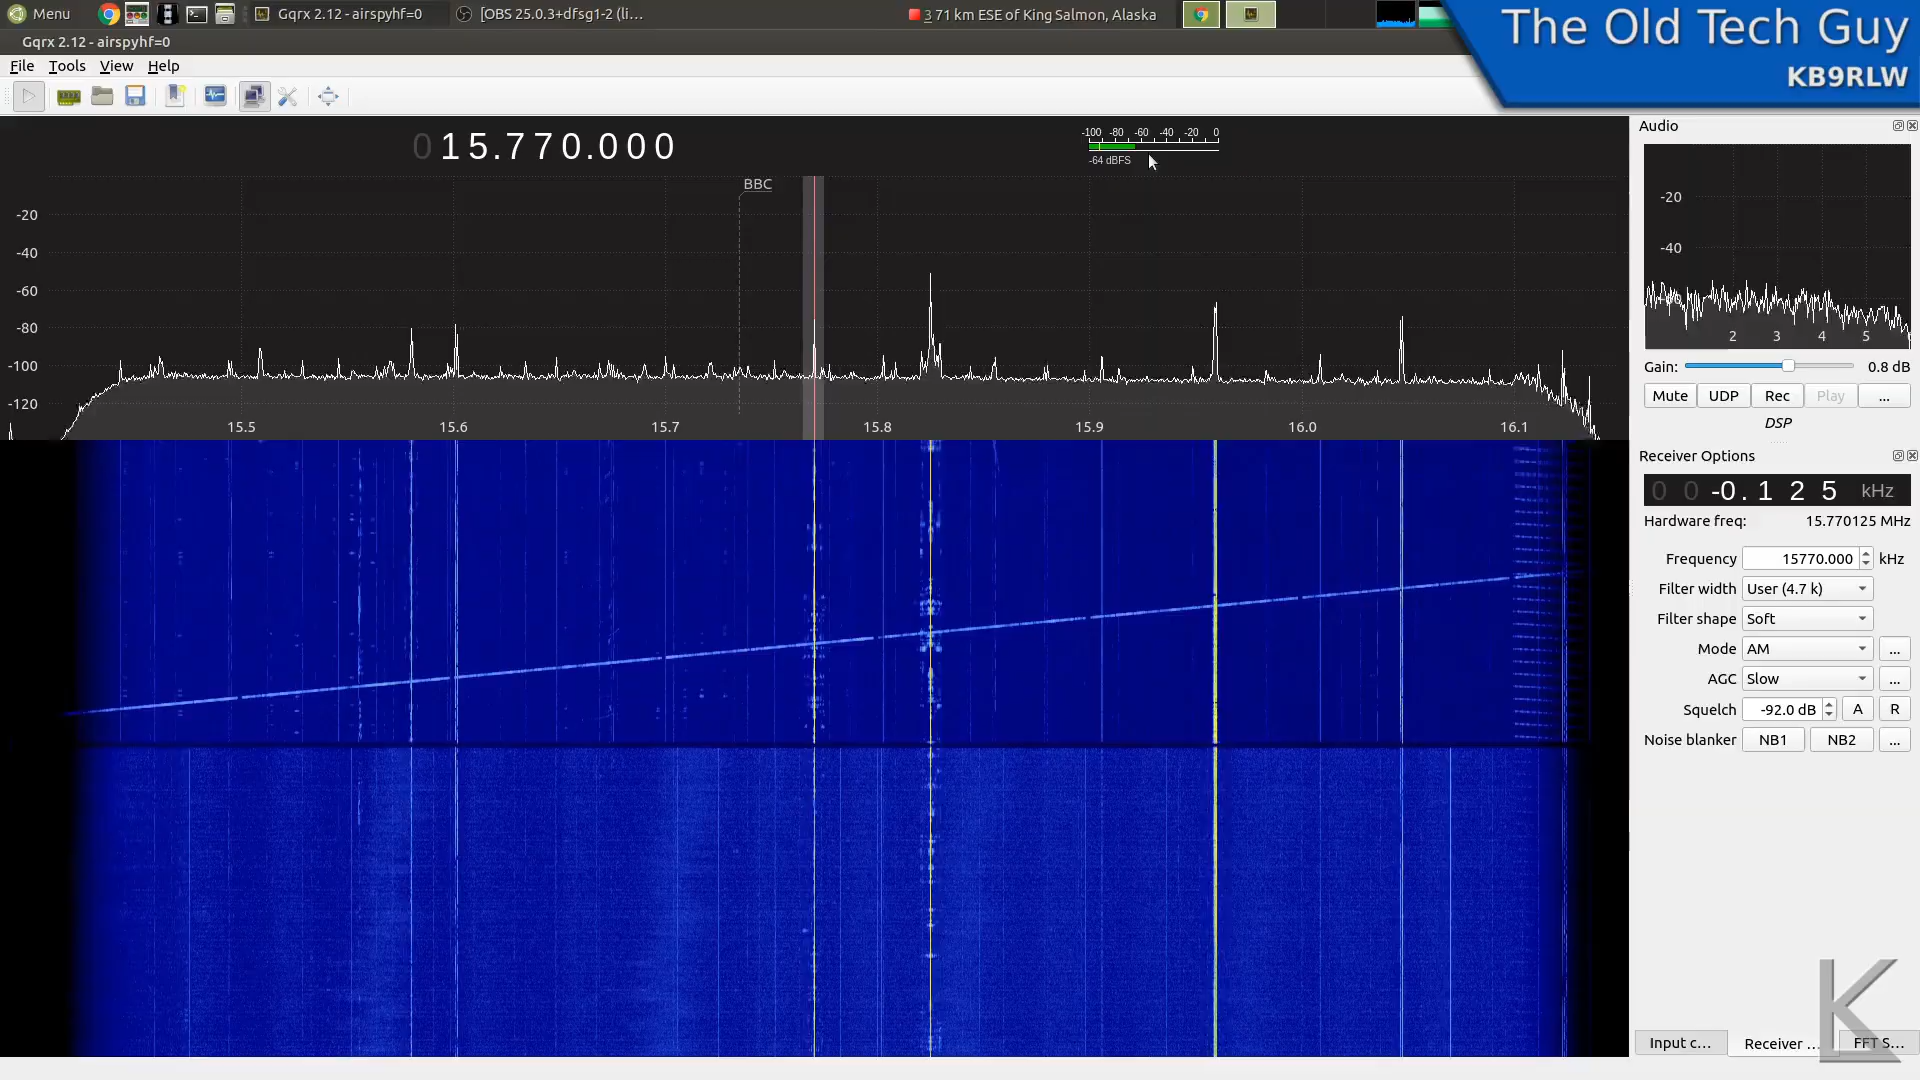 Menu
Gqrx 2.12 - airspyhf=0
[OBS 25.0.3+dfsg1-2 (li...
3 71 km ESE of King Salmon, Alaska
The Old Tech Guy
KB9RLW
Gqrx 2.12 - airspyhf=0
File Tools View Help
015.770.000
-100 -80 -60 -40 -20 0
-64 dBFS
BBC
-20
-40
-60
-80
-100
-120
15.5 15.6 15.7 15.8 15.9 16.0 16.1
Audio
-20
-40
2 3 4 5
Gain: 0.8 dB
Mute UDP Rec Play ...
DSP
Receiver Options
0 0 -0.1 2 5 kHz
Hardware freq: 15.770125 MHz
Frequency 15770.000 kHz
Filter width User (4.7 k)
Filter shape Soft
Mode AM ...
AGC Slow ...
Squelch -92.0 dB A R
Noise blanker NB1 NB2 ...
K
Input c... Receiver ... FFT S...